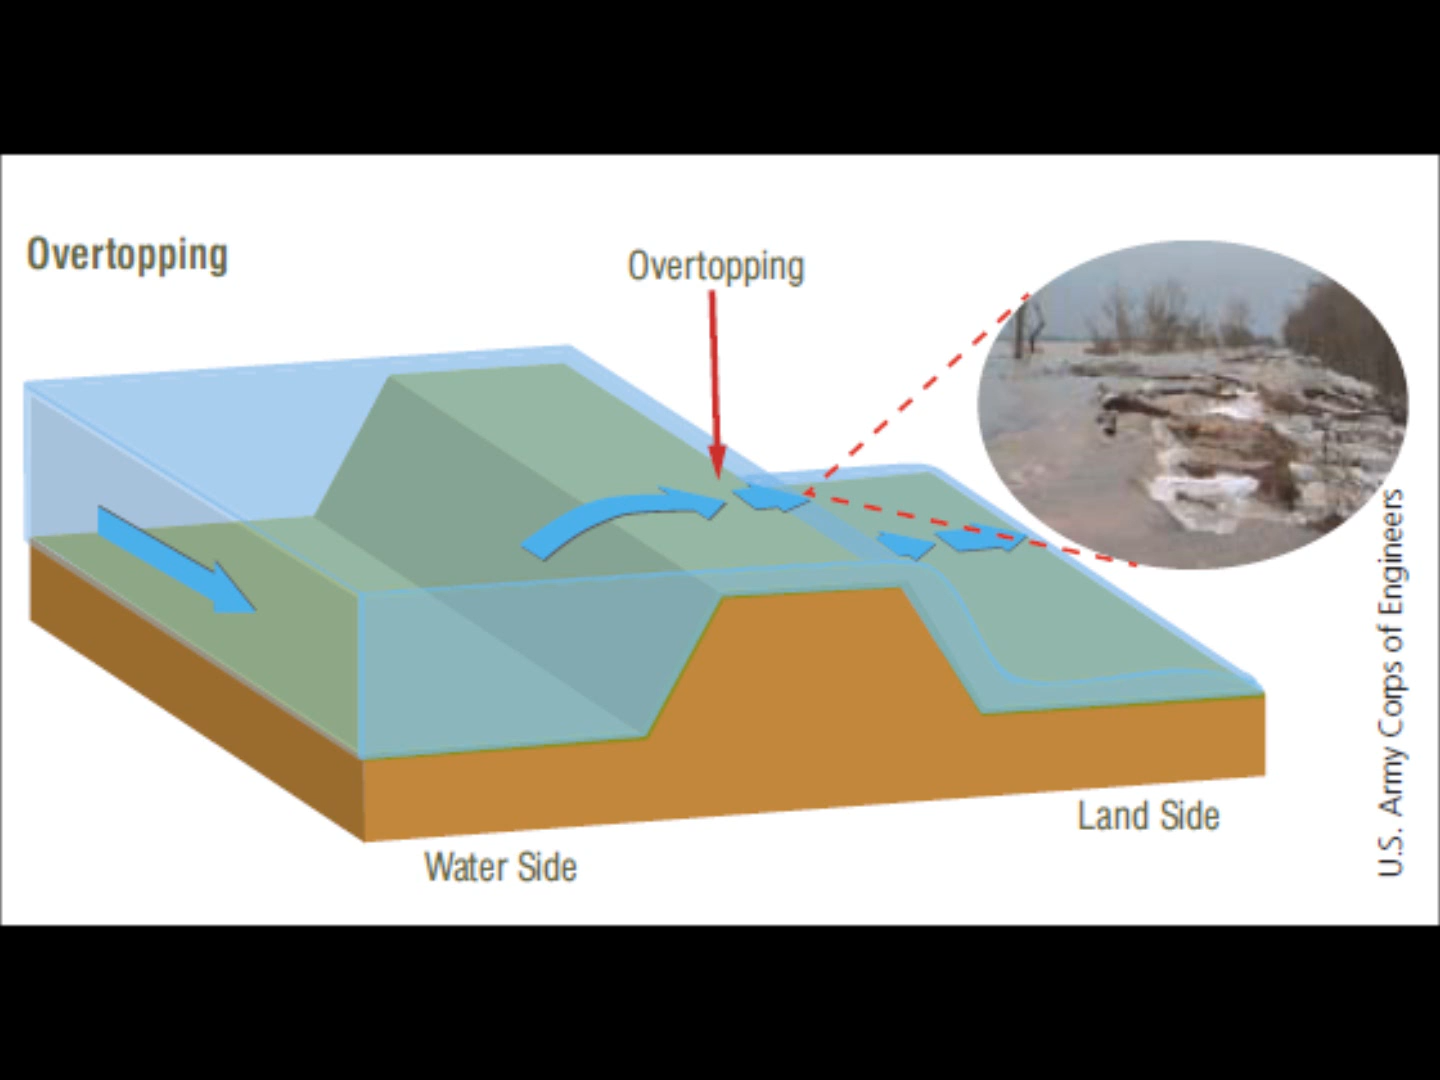 Overtopping
Overtopping
Water Side
Land Side
U.S. Army Corps of Engineers